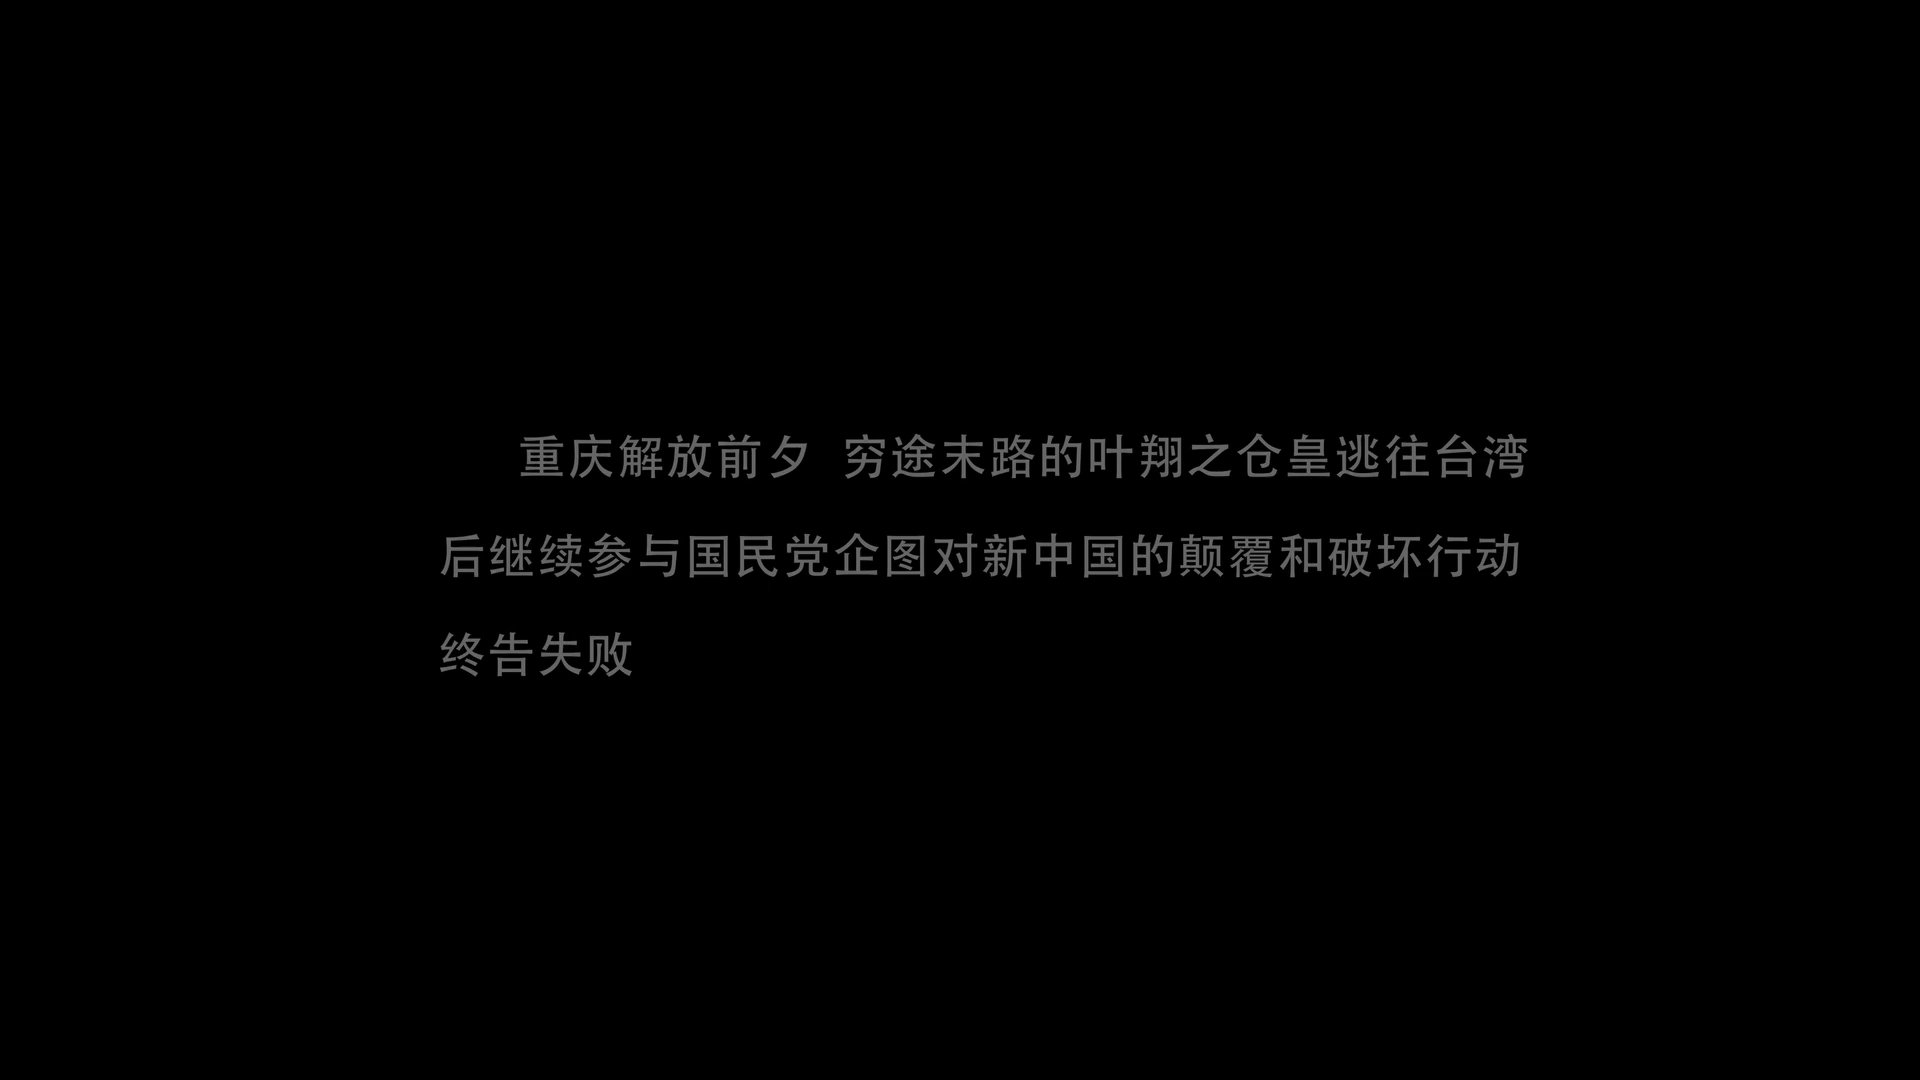 重庆解放前夕 穷途末路的叶翔之仓皇逃往台湾
后继续参与国民党企图对新中国的颠覆和破坏行动
终告失败